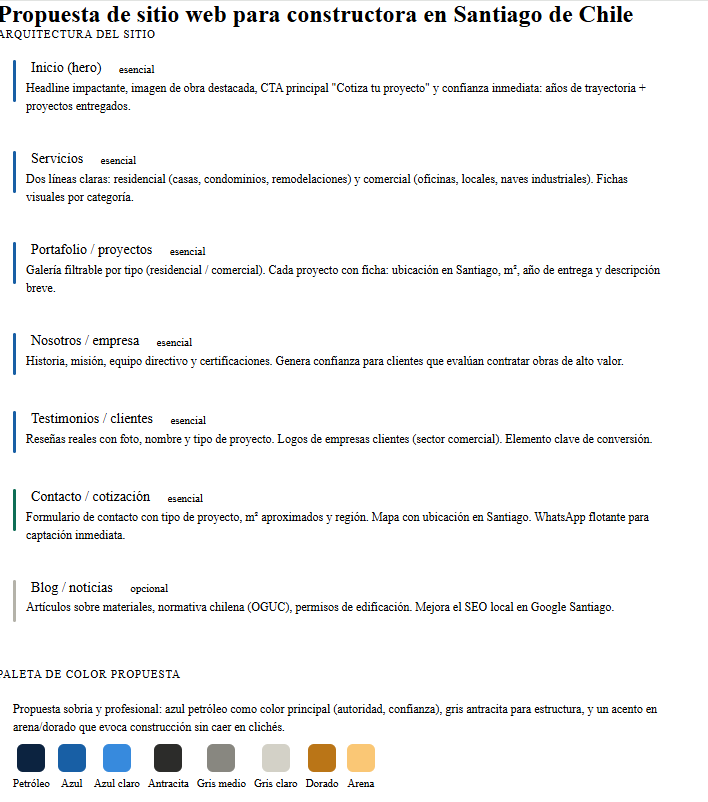 Propuesta de sitio web para constructora en Santiago de Chile
ARQUITECTURA DEL SITIO
Inicio (hero) esencial
Headline impactante, imagen de obra destacada, CTA principal "Cotiza tu proyecto" y confianza inmediata: años de trayectoria +
proyectos entregados.
Servicios esencial
Dos líneas claras: residencial (casas, condominios, remodelaciones) y comercial (oficinas, locales, naves industriales). Fichas
visuales por categoría.
Portafolio / proyectos esencial
Galería filtrable por tipo (residencial / comercial). Cada proyecto con ficha: ubicación en Santiago, m², año de entrega y descripción
breve.
Nosotros / empresa esencial
Historia, misión, equipo directivo y certificaciones. Genera confianza para clientes que evalúan contratar obras de alto valor.
Testimonios / clientes esencial
Reseñas reales con foto, nombre y tipo de proyecto. Logos de empresas clientes (sector comercial). Elemento clave de conversión.
Contacto / cotización esencial
Formulario de contacto con tipo de proyecto, m² aproximados y región. Mapa con ubicación en Santiago. WhatsApp flotante para
captación inmediata.
Blog / noticias opcional
Artículos sobre materiales, normativa chilena (OGUC), permisos de edificación. Mejora el SEO local en Google Santiago.
PALETA DE COLOR PROPUESTA
Propuesta sobria y profesional: azul petróleo como color principal (autoridad, confianza), gris antracita para estructura, y un acento en
arena/dorado que evoca construcción sin caer en clichés.
Petróleo Azul Azul claro Antracita Gris medio Gris claro Dorado Arena